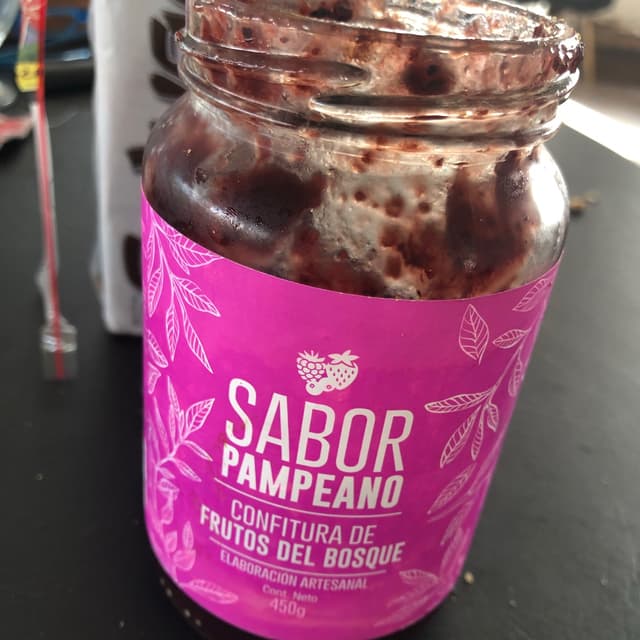 SABOR
PAMPEANO
CONFITURA DE
FRUTOS DEL BOSQUE
ELABORACIÓN ARTESANAL
Cont. Neto
450g